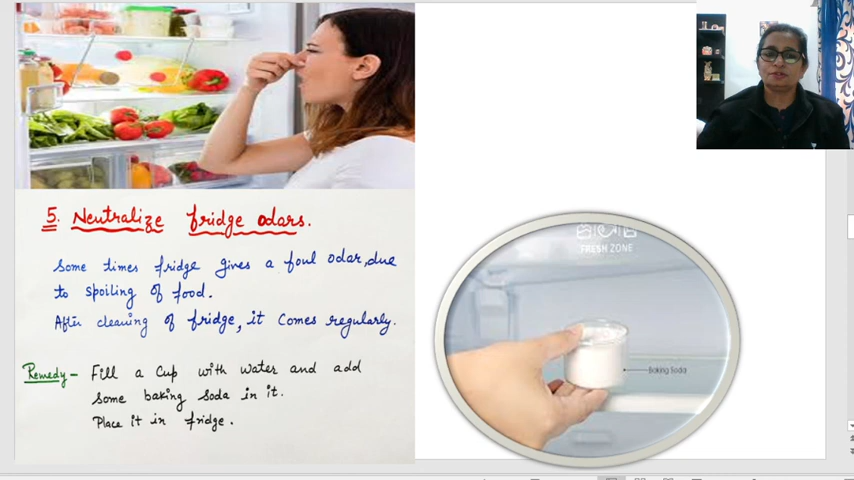 5. Neutralize fridge odars.
Some times fridge gives a foul odar, due
to spoiling of food.
After cleaning of fridge, it comes regularly.
Remedy - Fill a cup with water and add
some baking soda in it.
Place it in fridge.
FRESH ZONE
Baking Soda